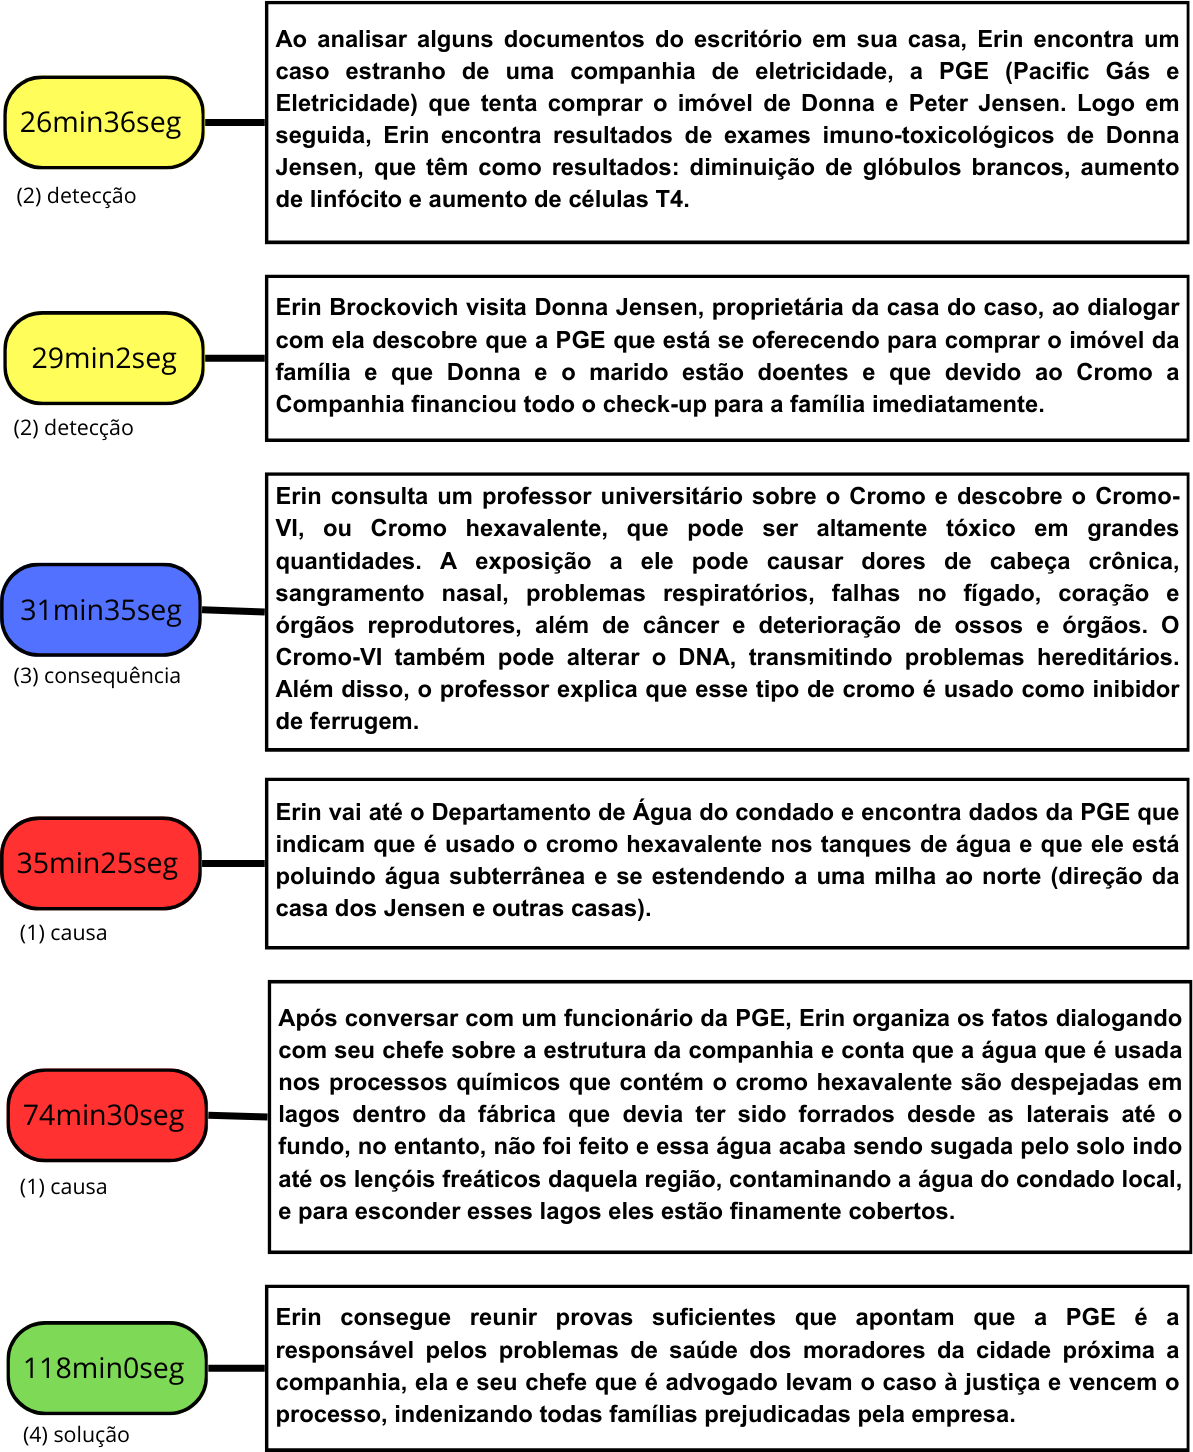 Ao analisar alguns documentos do escritório em sua casa, Erin encontra um
caso estranho de uma companhia de eletricidade, a PGE (Pacific Gás e
Eletricidade) que tenta comprar o imóvel de Donna e Peter Jensen. Logo em
seguida, Erin encontra resultados de exames imuno-toxicológicos de Donna
Jensen, que têm como resultados: diminuição de glóbulos brancos, aumento
de linfócito e aumento de células T4.
26min36seg
(2) detecção
Erin Brockovich visita Donna Jensen, proprietária da casa do caso, ao dialogar
com ela descobre que a PGE que está se oferecendo para comprar o imóvel da
família e que Donna e o marido estão doentes e que devido ao Cromo a
Companhia financiou todo o check-up para a família imediatamente.
29min2seg
(2) detecção
Erin consulta um professor universitário sobre o Cromo e descobre o Cromo-
VI, ou Cromo hexavalente, que pode ser altamente tóxico em grandes
quantidades. A exposição a ele pode causar dores de cabeça crônica,
sangramento nasal, problemas respiratórios, falhas no fígado, coração e
órgãos reprodutores, além de câncer e deterioração de ossos e órgãos. O
Cromo-VI também pode alterar o DNA, transmitindo problemas hereditários.
Além disso, o professor explica que esse tipo de cromo é usado como inibidor
de ferrugem.
31min35seg
(3) consequência
Erin vai até o Departamento de Água do condado e encontra dados da PGE que
indicam que é usado o cromo hexavalente nos tanques de água e que ele está
poluindo água subterrânea e se estendendo a uma milha ao norte (direção da
casa dos Jensen e outras casas).
35min25seg
(1) causa
Após conversar com um funcionário da PGE, Erin organiza os fatos dialogando
com seu chefe sobre a estrutura da companhia e conta que a água que é usada
nos processos químicos que contém o cromo hexavalente são despejadas em
lagos dentro da fábrica que devia ter sido forrados desde as laterais até o
fundo, no entanto, não foi feito e essa água acaba sendo sugada pelo solo indo
até os lençóis freáticos daquela região, contaminando a água do condado local,
e para esconder esses lagos eles estão finamente cobertos.
74min30seg
(1) causa
Erin consegue reunir provas suficientes que apontam que a PGE é a
responsável pelos problemas de saúde dos moradores da cidade próxima a
companhia, ela e seu chefe que é advogado levam o caso à justiça e vencem o
processo, indenizando todas famílias prejudicadas pela empresa.
118min0seg
(4) solução